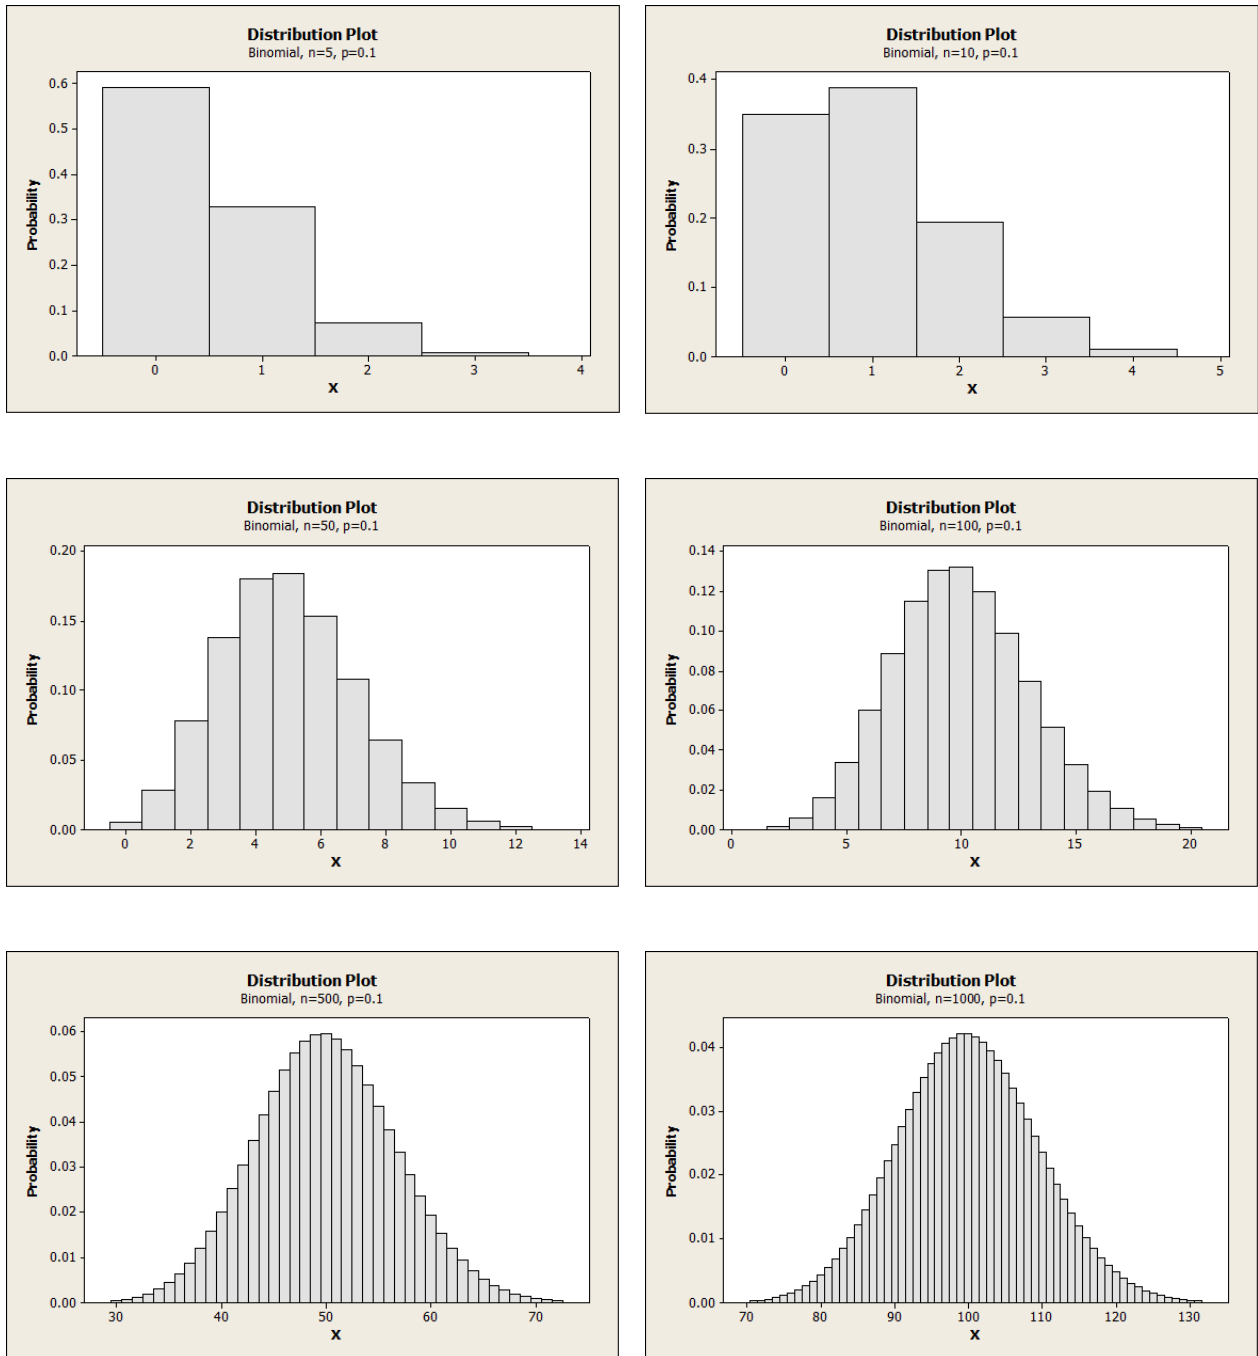 Distribution Plot
Binomial, n=5, p=0.1
0.6
0.5
0.4
0.3
0.2
0.1
0.0
Probability
0 1 2 3 4
X
Distribution Plot
Binomial, n=10, p=0.1
0.4
0.3
0.2
0.1
0.0
Probability
0 1 2 3 4 5
X
Distribution Plot
Binomial, n=50, p=0.1
0.20
0.15
0.10
0.05
0.00
Probability
0 2 4 6 8 10 12 14
X
Distribution Plot
Binomial, n=100, p=0.1
0.14
0.12
0.10
0.08
0.06
0.04
0.02
0.00
Probability
0 5 10 15 20
X
Distribution Plot
Binomial, n=500, p=0.1
0.06
0.05
0.04
0.03
0.02
0.01
0.00
Probability
30 40 50 60 70
X
Distribution Plot
Binomial, n=1000, p=0.1
0.04
0.03
0.02
0.01
0.00
Probability
70 80 90 100 110 120 130
X